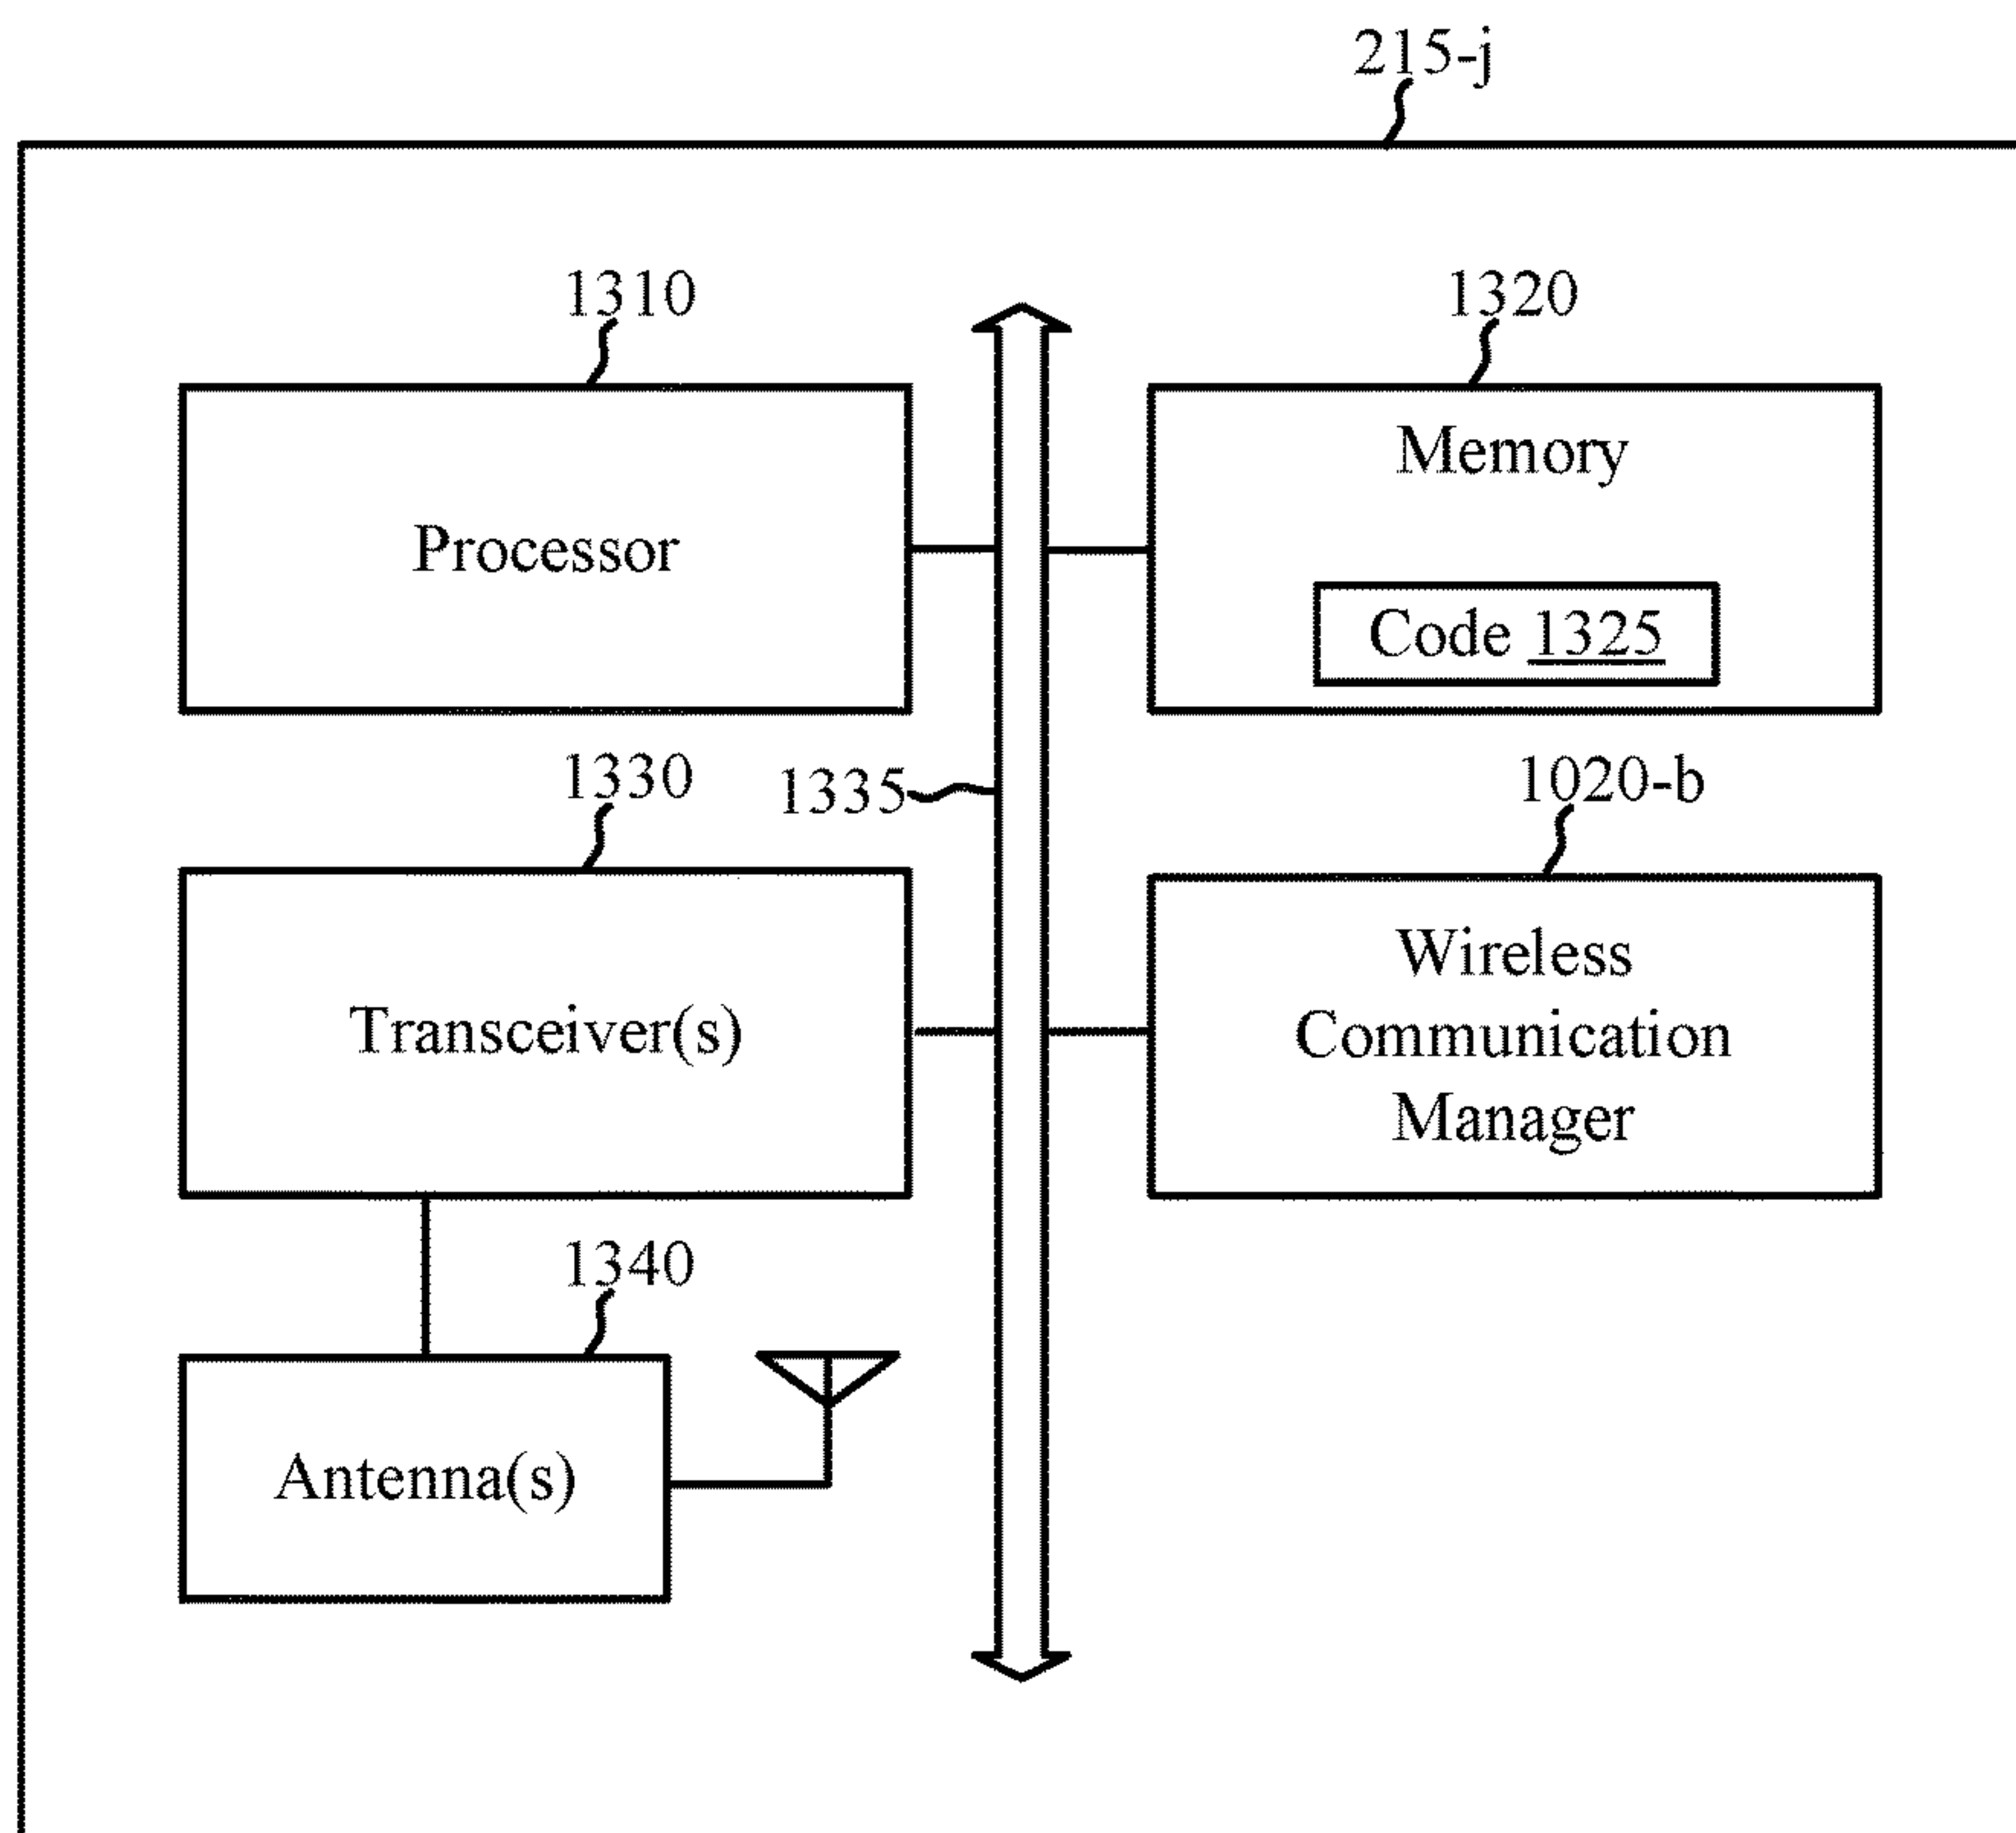 215-j
1310
1320
Processor
Memory
Code 1325
1330
1335
1020-b
Transceiver(s)
Wireless
Communication
Manager
1340
Antenna(s)